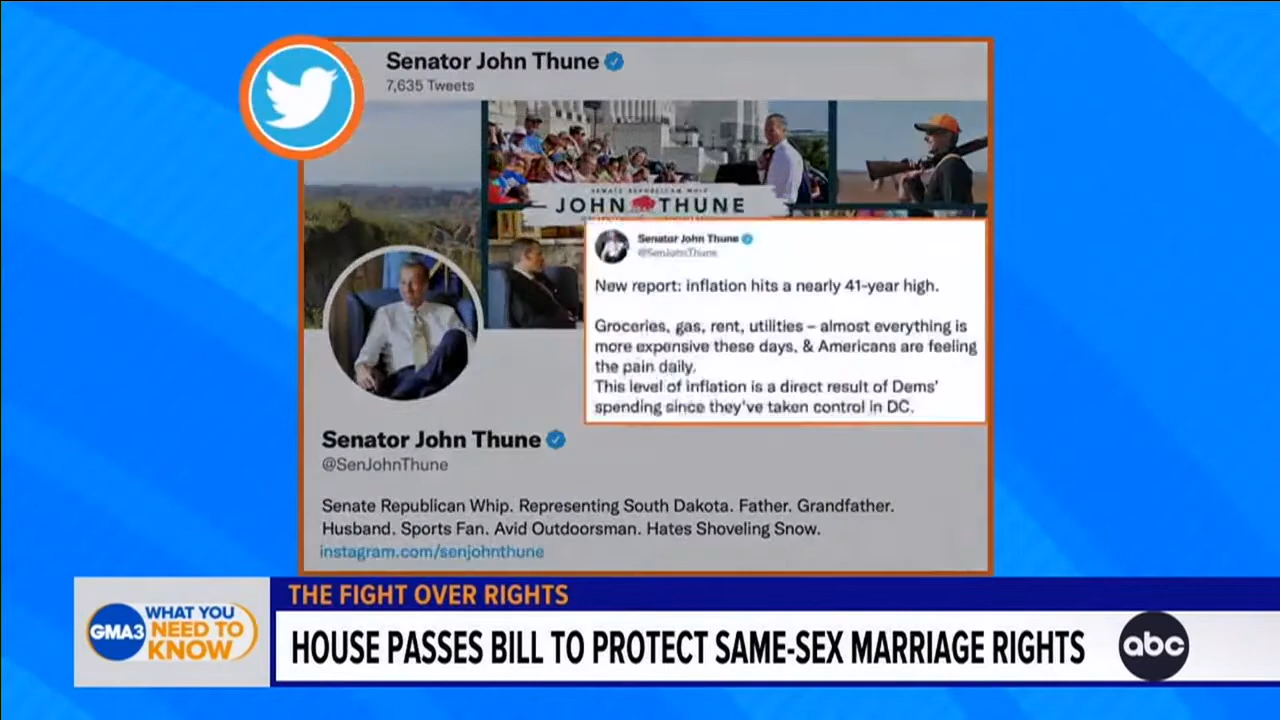 Senator John Thune
7,635 Tweets
SENATE REPUBLICAN WHIP
JOHN THUNE
Senator John Thune
@SenJohnThune
New report: inflation hits a nearly 41-year high.
Groceries, gas, rent, utilities – almost everything is
more expensive these days, & Americans are feeling
the pain daily.
This level of inflation is a direct result of Dems'
spending since they've taken control in DC.
Senator John Thune
@SenJohnThune
Senate Republican Whip. Representing South Dakota. Father. Grandfather.
Husband. Sports Fan. Avid Outdoorsman. Hates Shoveling Snow.
instagram.com/senjohnthune
THE FIGHT OVER RIGHTS
GMA3
WHAT YOU
NEED TO
KNOW
HOUSE PASSES BILL TO PROTECT SAME-SEX MARRIAGE RIGHTS
abc